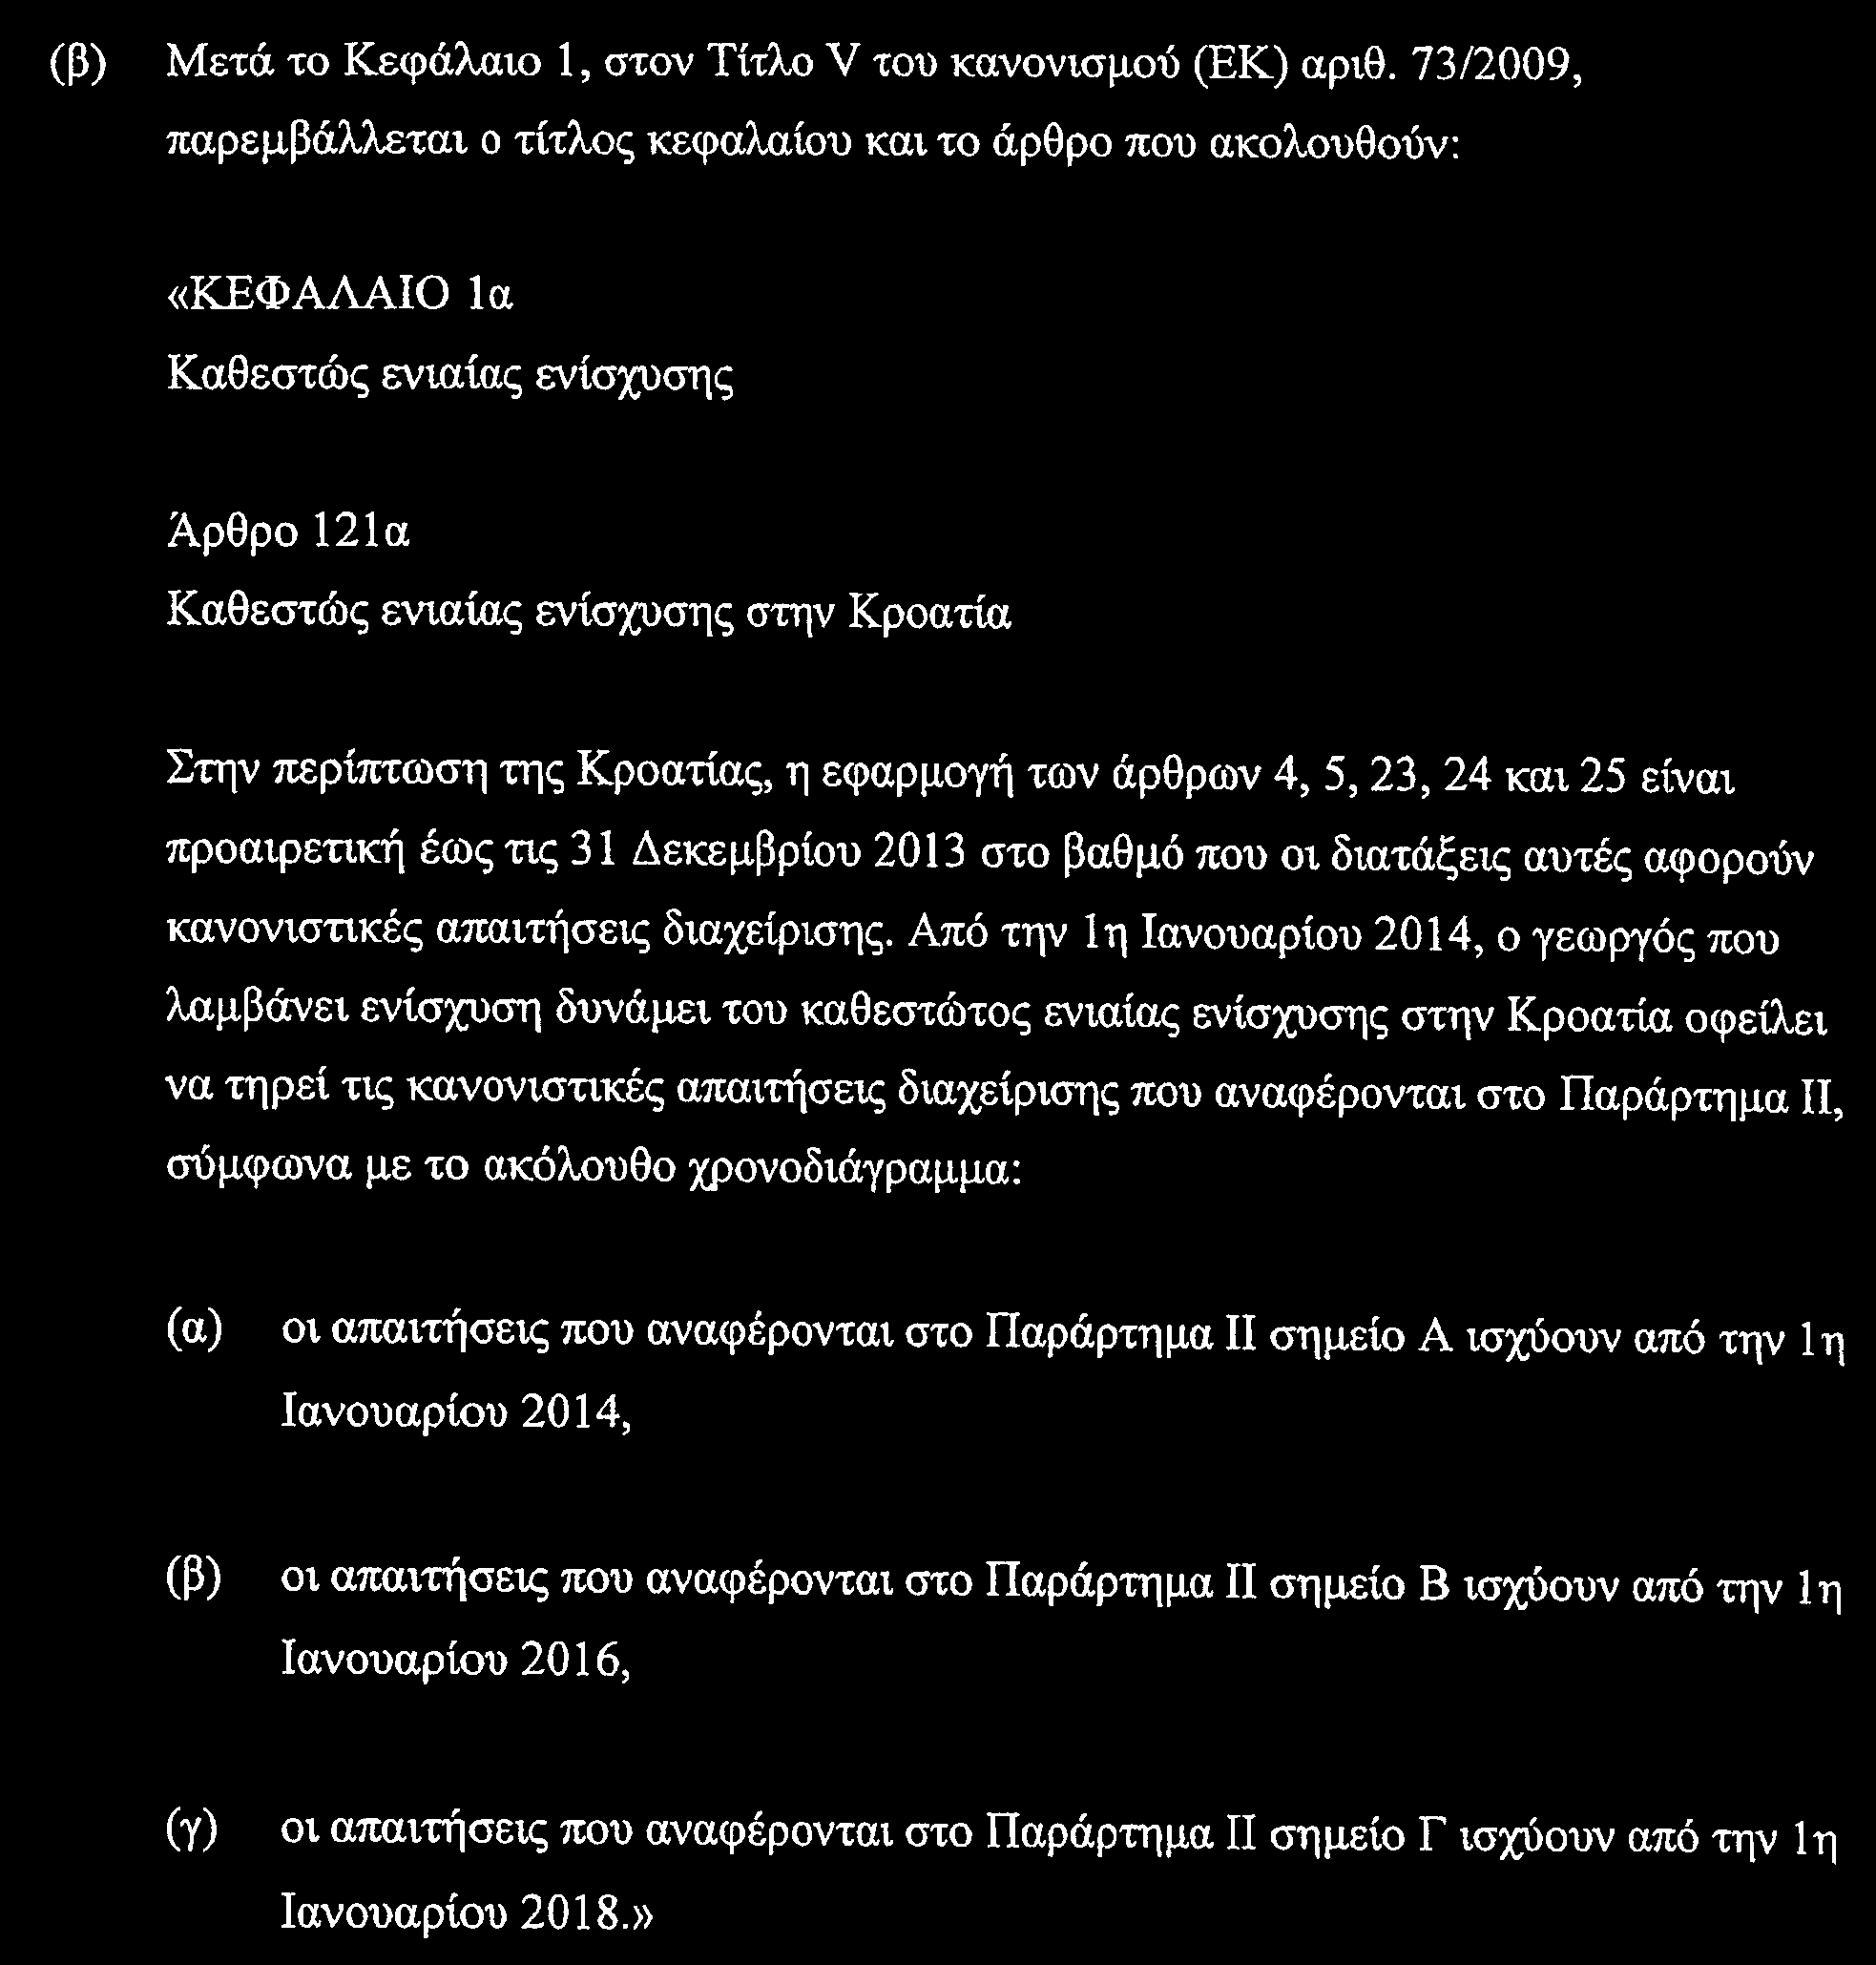 (β) Μετά το Κεφάλαιο 1, στον Τίτλο V του κανονισμού (ΕΚ) αριθ. 73/2009,
παρεμβάλλεται ο τίτλος κεφαλαίου και το άρθρο που ακολουθούν:
«ΚΕΦΑΛΑΙΟ 1α
Καθεστώς ενιαίας ενίσχυσης
Άρθρο 121α
Καθεστώς ενιαίας ενίσχυσης στην Κροατία
Στην περίπτωση της Κροατίας, η εφαρμογή των άρθρων 4, 5, 23, 24 και 25 είναι
προαιρετική έως τις 31 Δεκεμβρίου 2013 στο βαθμό που οι διατάξεις αυτές αφορούν
κανονιστικές απαιτήσεις διαχείρισης. Από την 1η Ιανουαρίου 2014, ο γεωργός που
λαμβάνει ενίσχυση δυνάμει του καθεστώτος ενιαίας ενίσχυσης στην Κροατία οφείλει
να τηρεί τις κανονιστικές απαιτήσεις διαχείρισης που αναφέρονται στο Παράρτημα ΙΙ,
σύμφωνα με το ακόλουθο χρονοδιάγραμμα:
(α) οι απαιτήσεις που αναφέρονται στο Παράρτημα ΙΙ σημείο Α ισχύουν από την 1η
Ιανουαρίου 2014,
(β) οι απαιτήσεις που αναφέρονται στο Παράρτημα ΙΙ σημείο Β ισχύουν από την 1η
Ιανουαρίου 2016,
(γ) οι απαιτήσεις που αναφέρονται στο Παράρτημα ΙΙ σημείο Γ ισχύουν από την 1η
Ιανουαρίου 2018.»